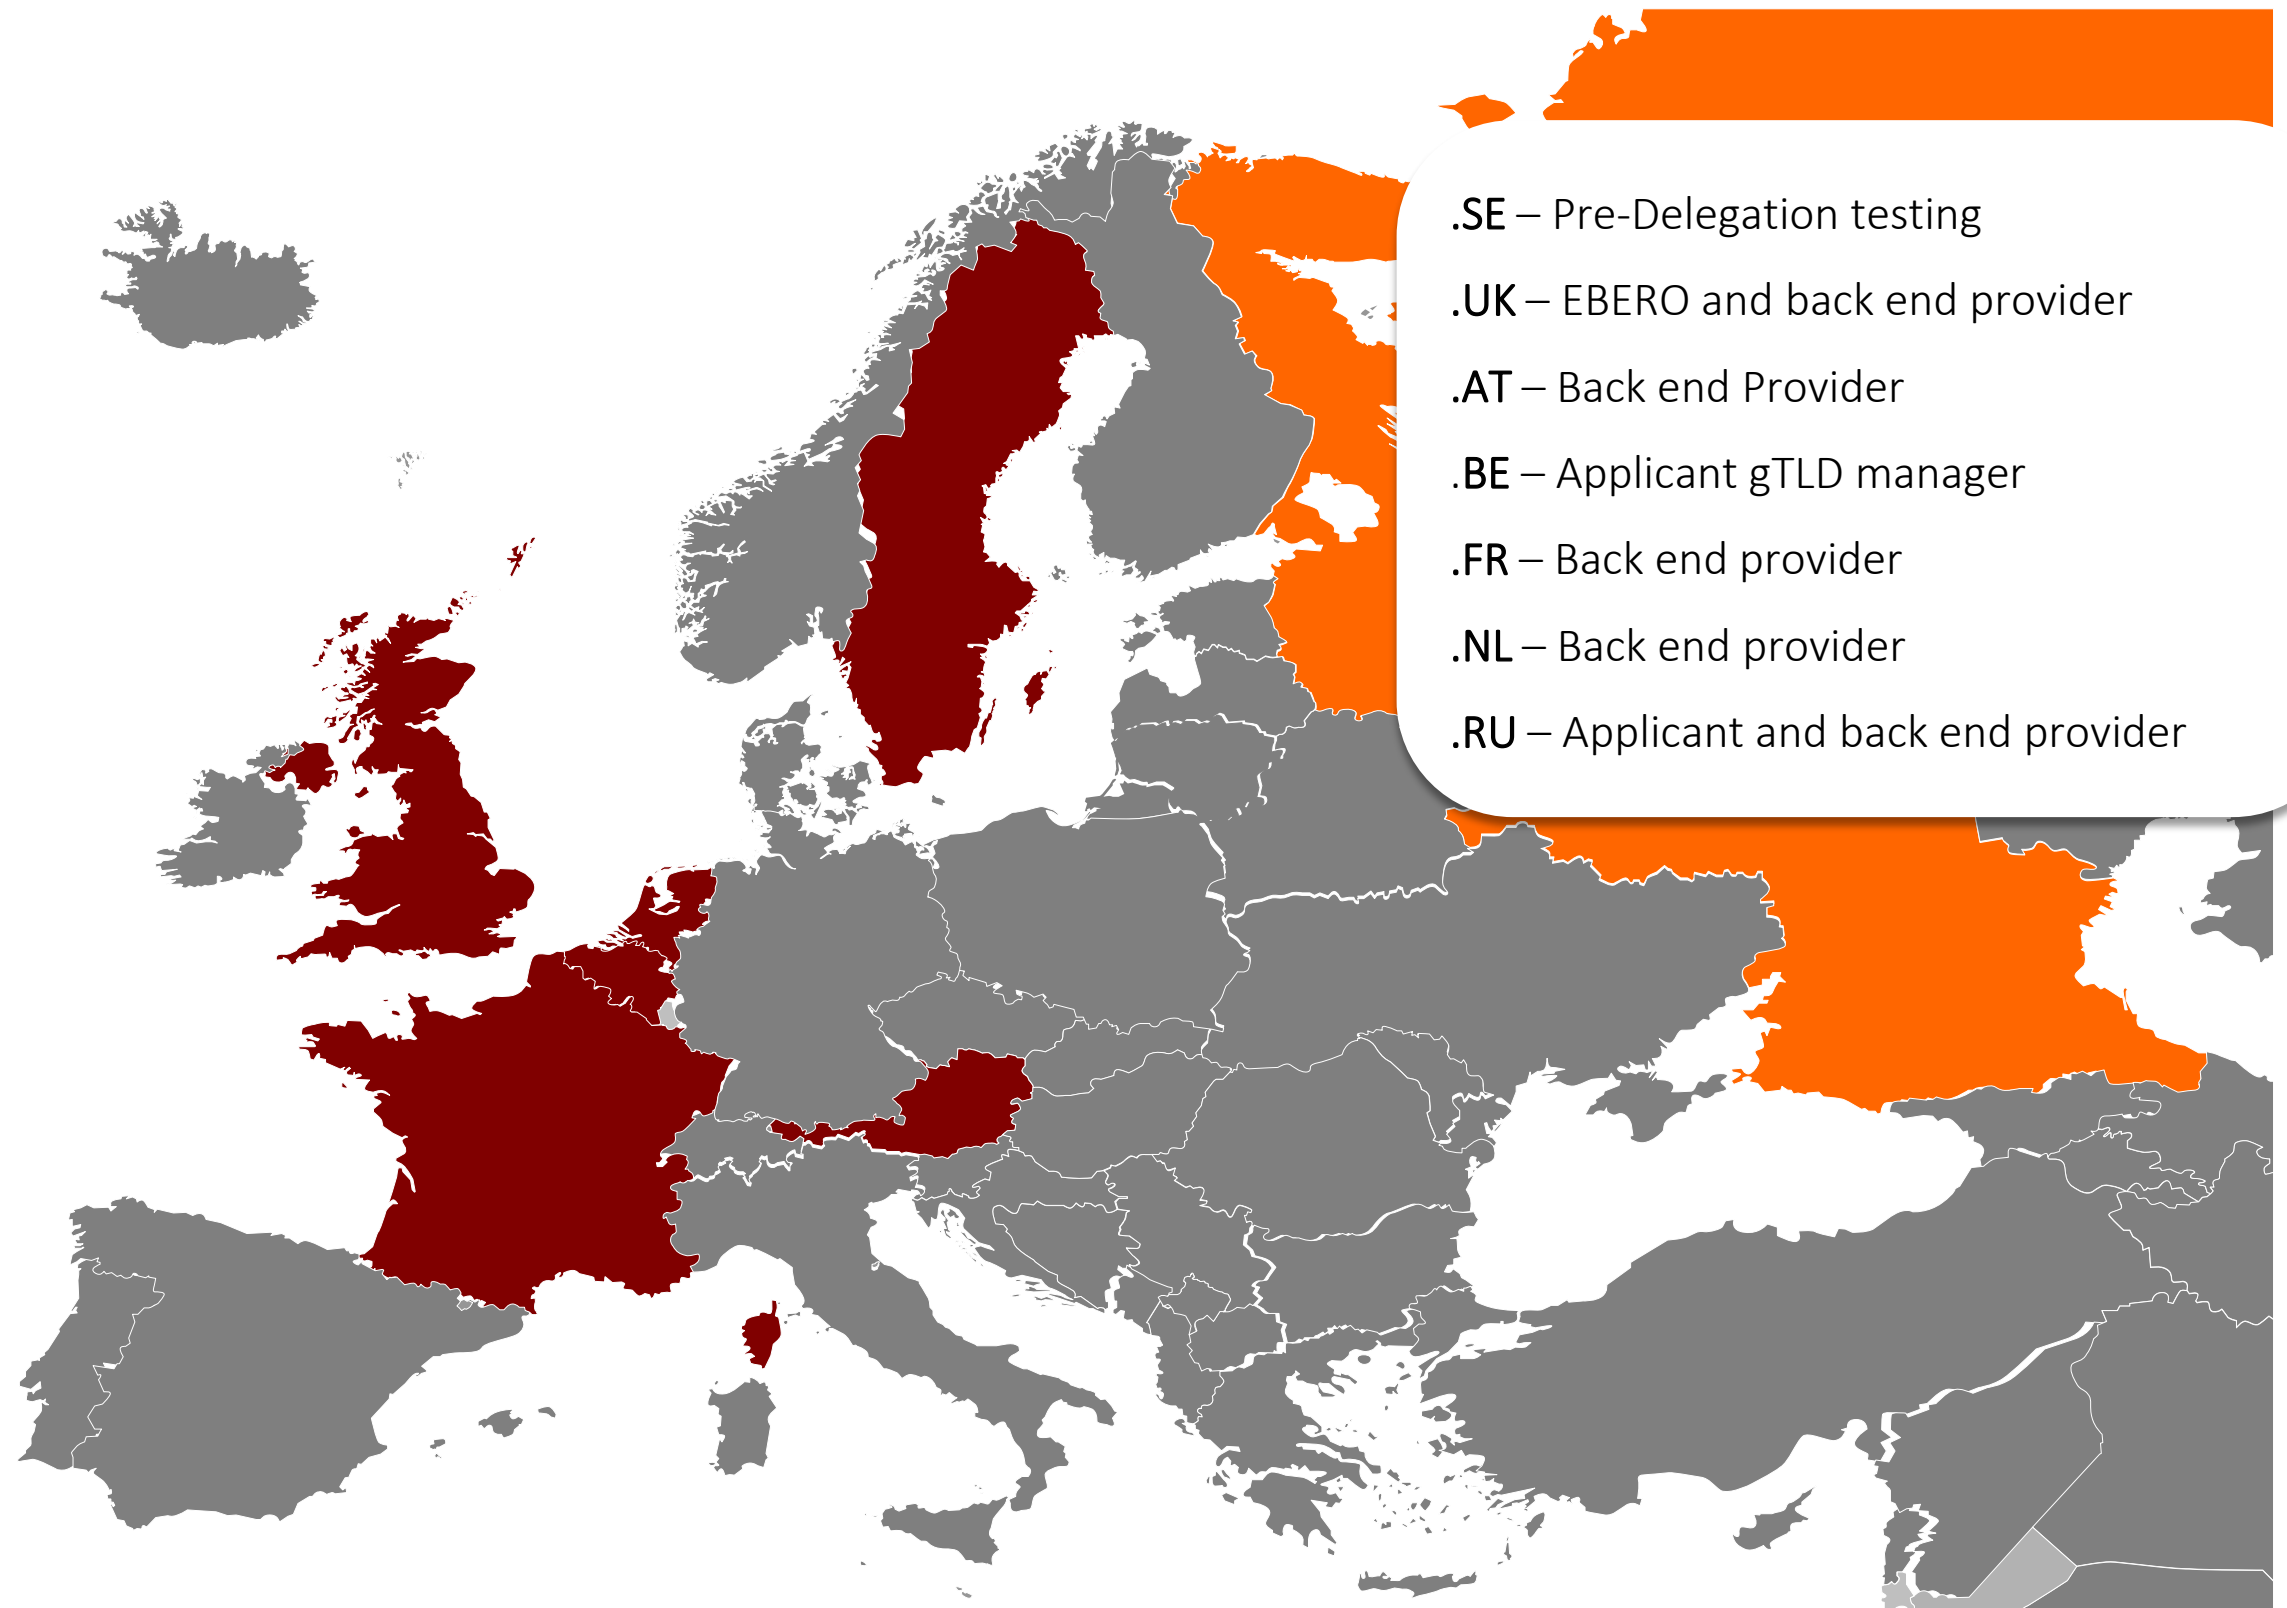 .SE – Pre-Delegation testing
.UK – EBERO and back end provider
.AT – Back end Provider
.BE – Applicant gTLD manager
.FR – Back end provider
.NL – Back end provider
.RU – Applicant and back end provider